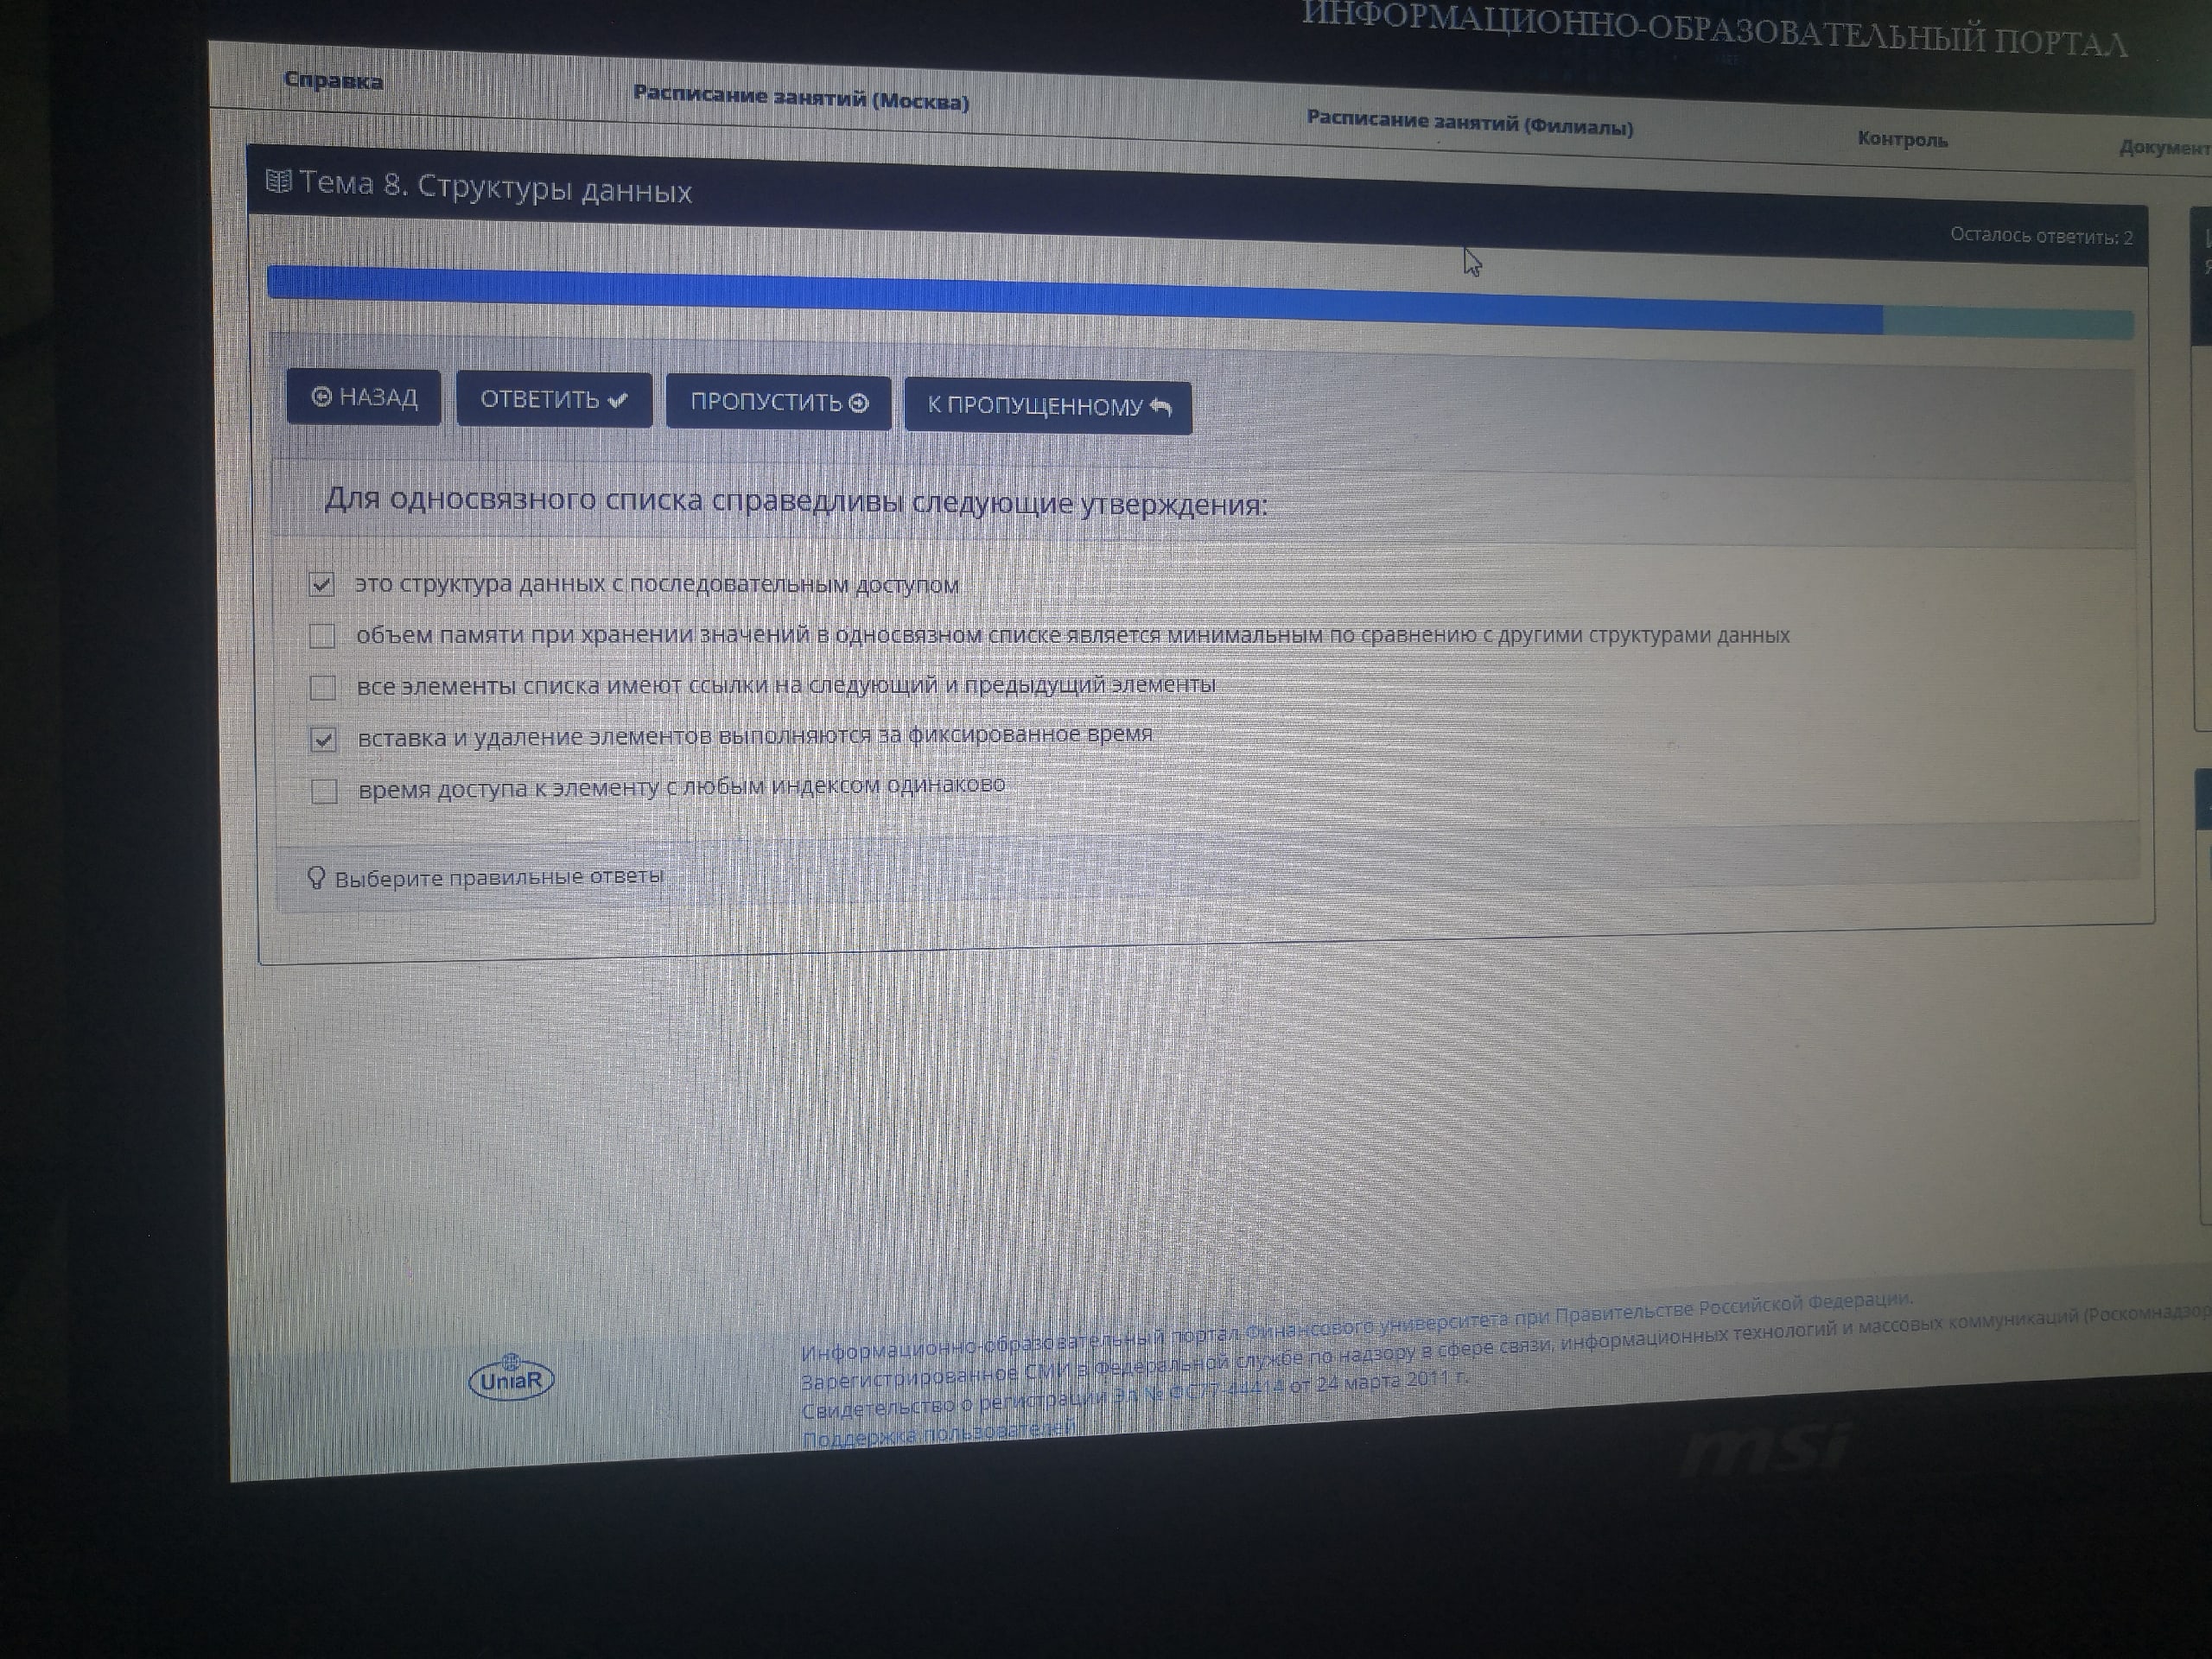 ИНФОРМАЦИОННО-ОБРАЗОВАТЕЛЬНЫЙ ПОРТАЛ
Справка
Расписание занятий (Москва)
Расписание занятий (Филиалы)
Контроль
Документ
Тема 8. Структуры данных
Осталось ответить: 2
НАЗАД
ОТВЕТИТЬ
ПРОПУСТИТЬ
К ПРОПУЩЕННОМУ
Для односвязного списка справедливы следующие утверждения:
это структура данных с последовательным доступом
объем памяти при хранении значений в односвязном списке является минимальным по сравнению с другими структурами данных
все элементы списка имеют ссылки на следующий и предыдущий элементы
вставка и удаление элементов выполняются за фиксированное время
время доступа к элементу с любым индексом одинаково
Выберите правильные ответы
UniaR
Информационно-образовательный портал Финансового университета при Правительстве Российской Федерации.
Зарегистрированное СМИ в Федеральной службе по надзору в сфере связи, информационных технологий и массовых коммуникаций (Роскомнадзор
Свидетельство о регистрации Эл № ФС77-44414 от 24 марта 2011 г.
Поддержка пользователей
msi